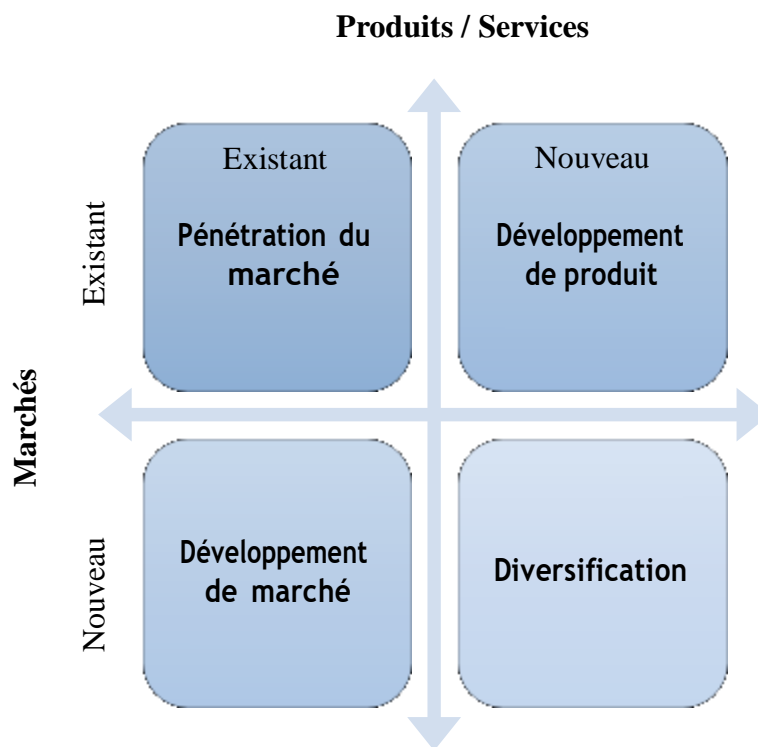 Produits / Services
Existant
Nouveau
Existant
Pénétration du
marché
Développement
de produit
Marchés
Nouveau
Développement
de marché
Diversification